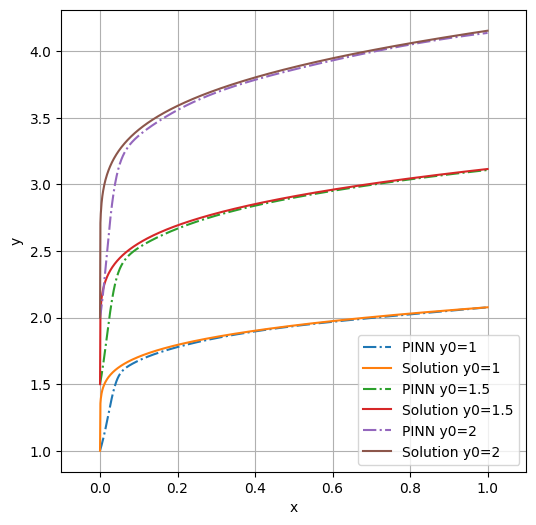 4.0
3.5
3.0
2.5
2.0
1.5
1.0
y
0.0 0.2 0.4 0.6 0.8 1.0
x
PINN y0=1
Solution y0=1
PINN y0=1.5
Solution y0=1.5
PINN y0=2
Solution y0=2